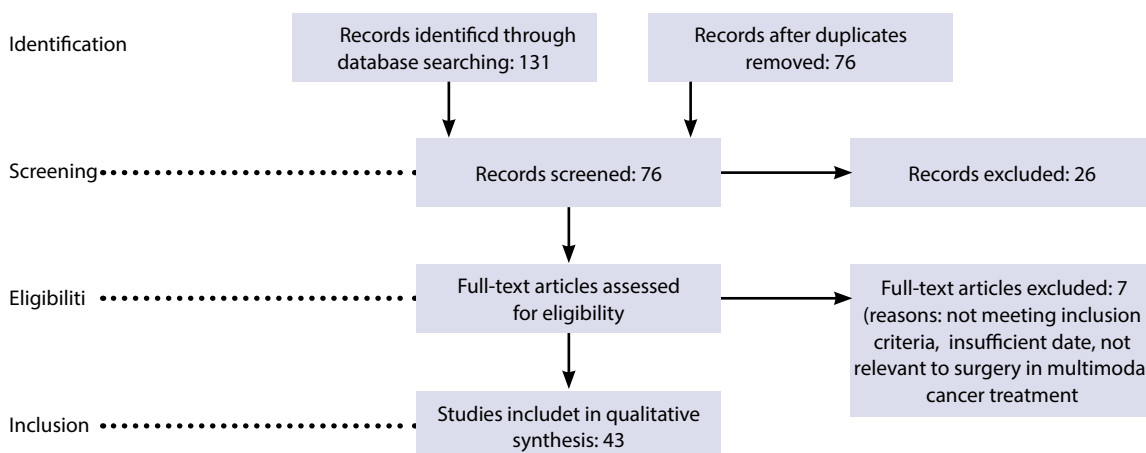 Identification
Records identificd through
database searching: 131
Records after duplicates
removed: 76
Screening
Records screened: 76
Records excluded: 26
Eligibiliti
Full-text articles assessed
for eligibility
Full-text articles excluded: 7
(reasons: not meeting inclusion
criteria, insufficient date, not
relevant to surgery in multimoda
cancer treatment
Inclusion
Studies includet in qualitative
synthesis: 43